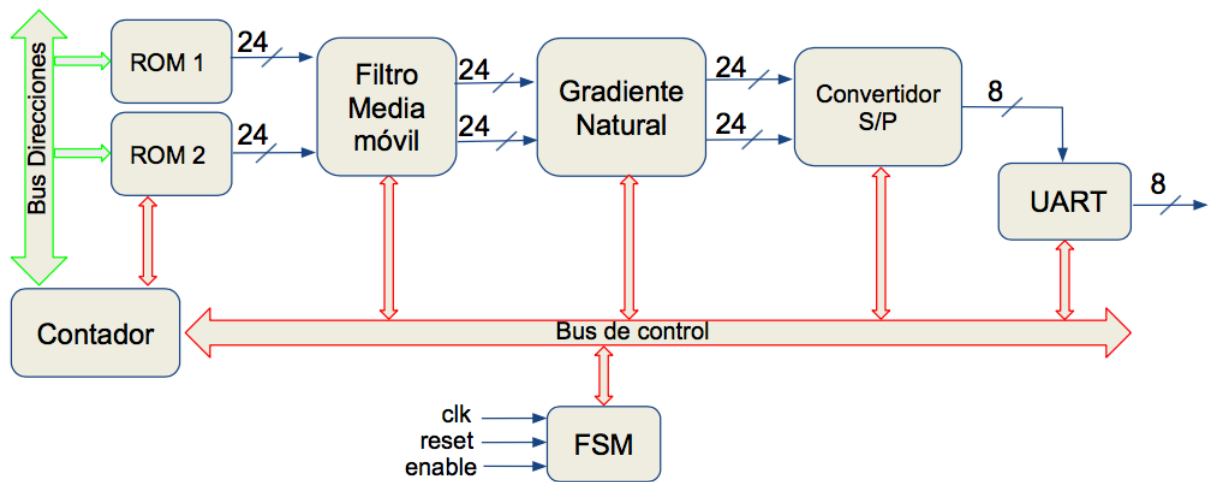 Bus Direcciones
ROM 1
24
ROM 2
24
Filtro
Media
móvil
24
24
Gradiente
Natural
24
24
Convertidor
S/P
8
UART
8
Contador
Bus de control
clk
reset
enable
FSM